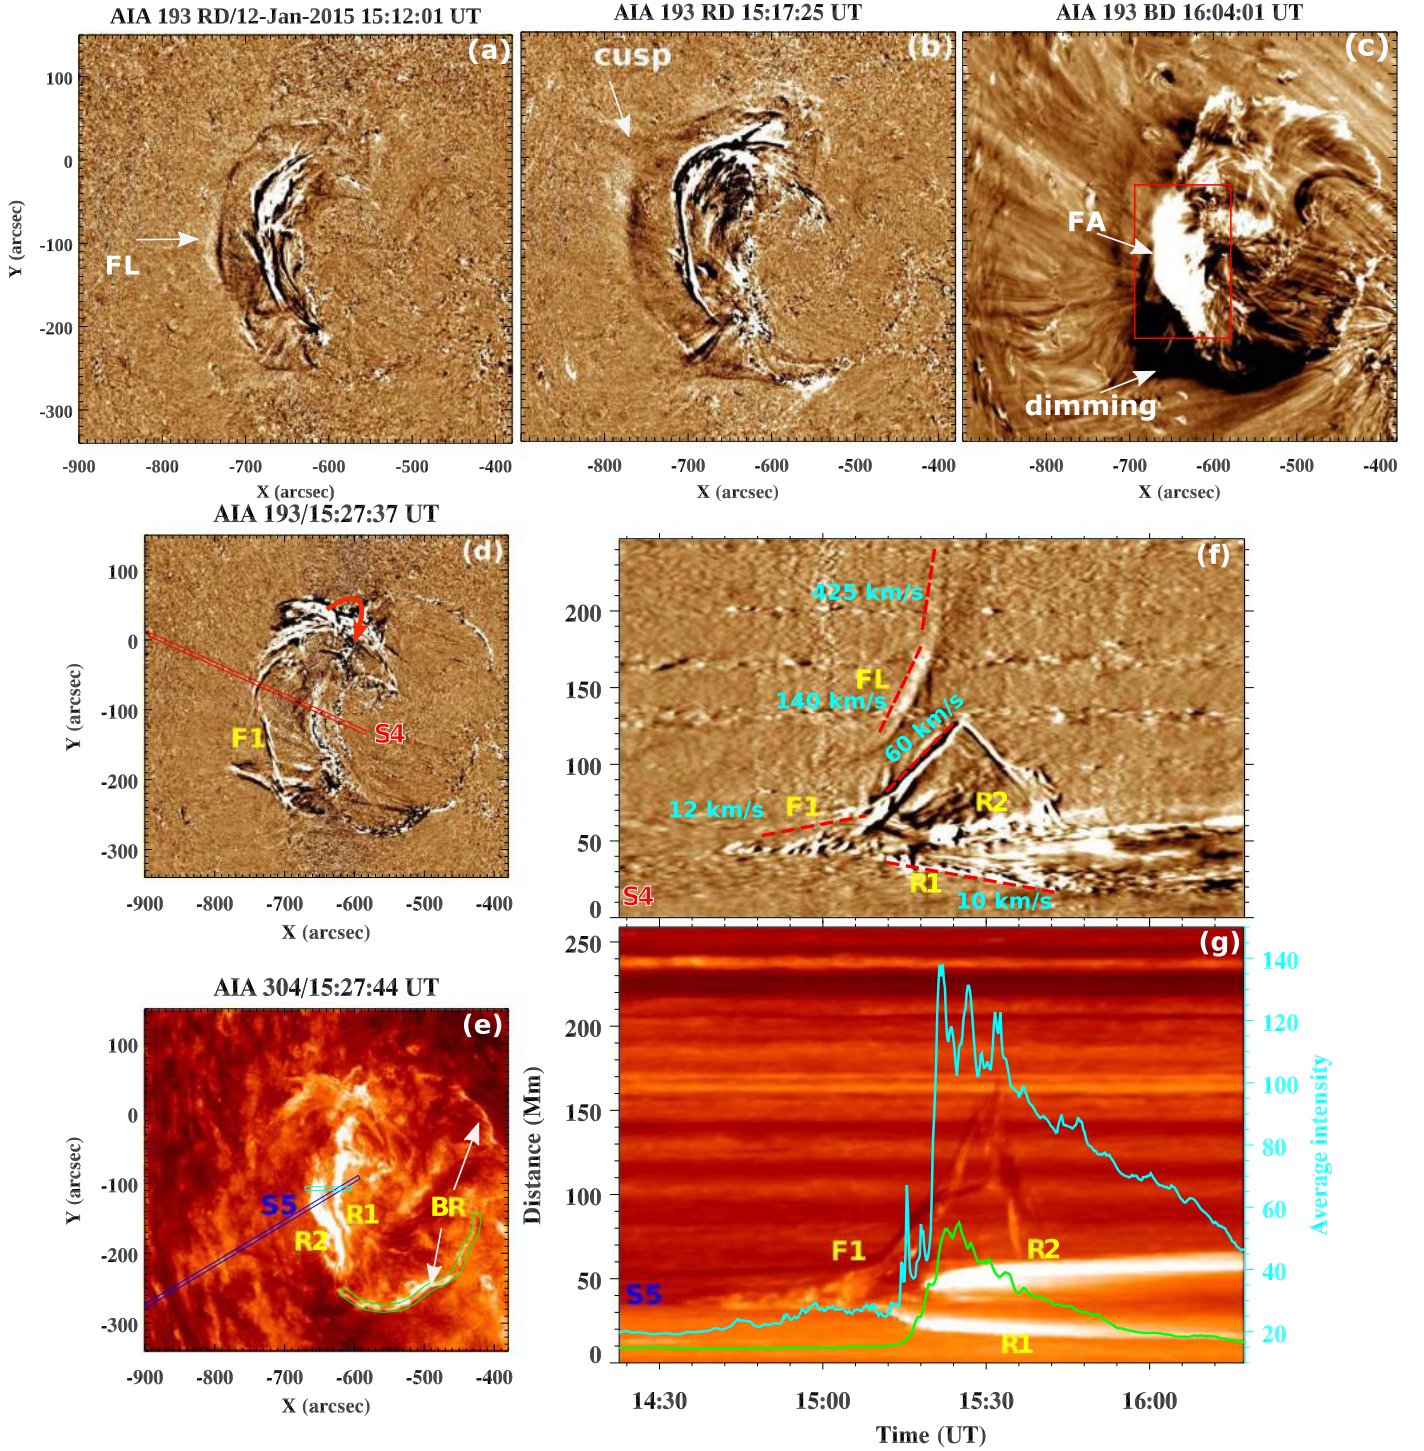 AIA 193 RD/12-Jan-2015 15:12:01 UT
AIA 193 RD 15:17:25 UT
AIA 193 BD 16:04:01 UT
(a)
(b)
(c)
cusp
FL
FA
dimming
100
0
-100
-200
-300
Y (arcsec)
-900 -800 -700 -600 -500 -400
X (arcsec)
-800 -700 -600 -500 -400
X (arcsec)
-800 -700 -600 -500 -400
X (arcsec)
AIA 193/15:27:37 UT
(d)
100
0
-100
-200
-300
Y (arcsec)
F1
S4
-900 -800 -700 -600 -500 -400
X (arcsec)
(f)
200
150
100
50
0
425 km/s
FL
140 km/s
60 km/s
12 km/s
F1
R2
R1
10 km/s
S4
AIA 304/15:27:44 UT
(e)
100
0
-100
-200
-300
Y (arcsec)
S5
R1
R2
BR
-900 -800 -700 -600 -500 -400
X (arcsec)
(g)
250
200
150
100
50
0
Distance (Mm)
F1
R2
S5
R1
140
120
100
80
60
40
20
Average intensity
14:30 15:00 15:30 16:00
Time (UT)